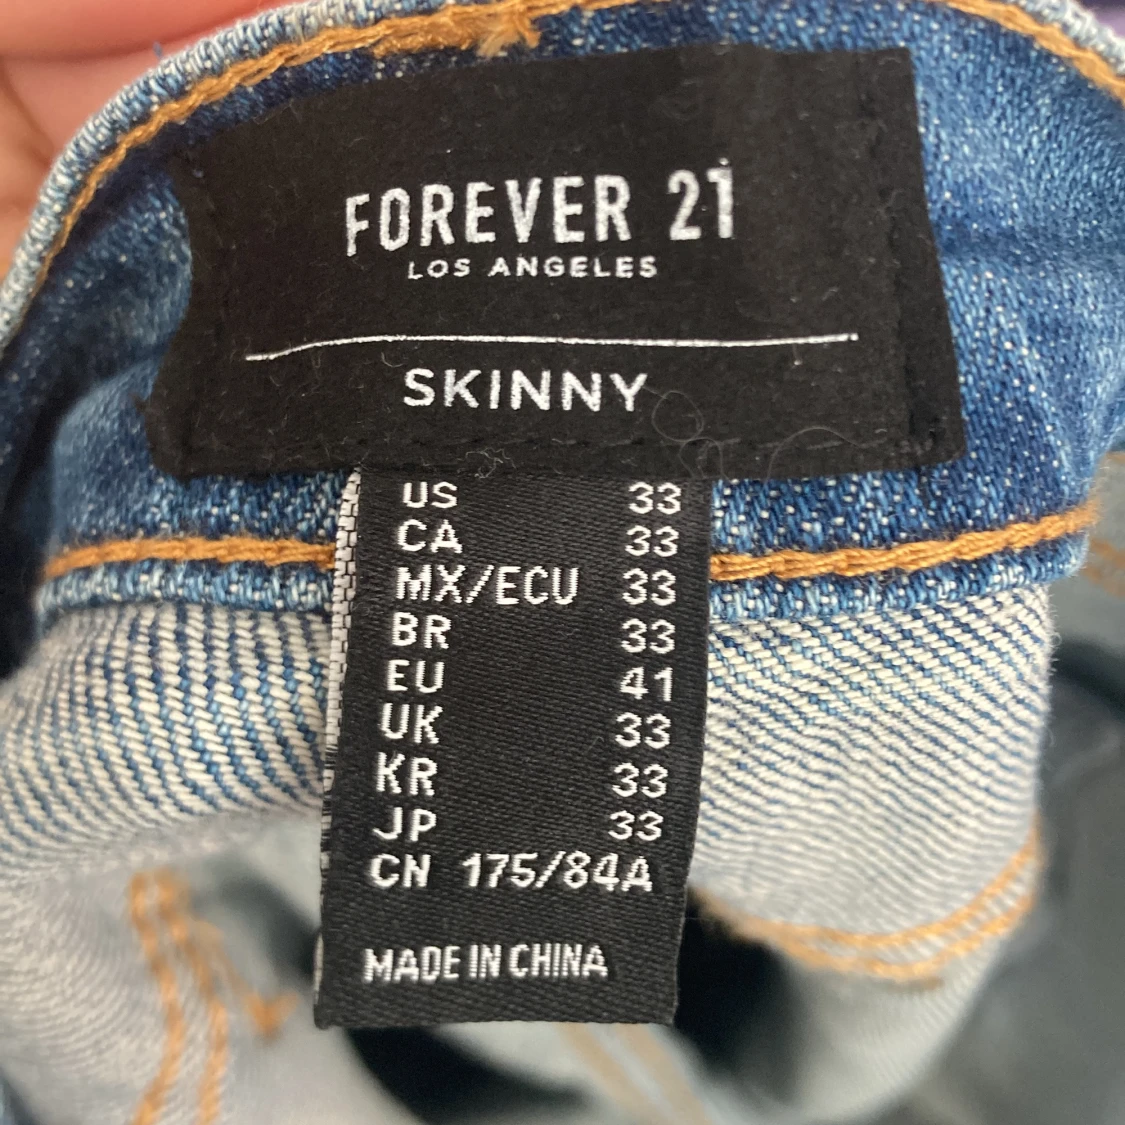 FOREVER 21
LOS ANGELES
SKINNY
US 33
CA 33
MX/ECU 33
BR 33
EU 41
UK 33
KR 33
JP 33
CN 175/84A
MADE IN CHINA